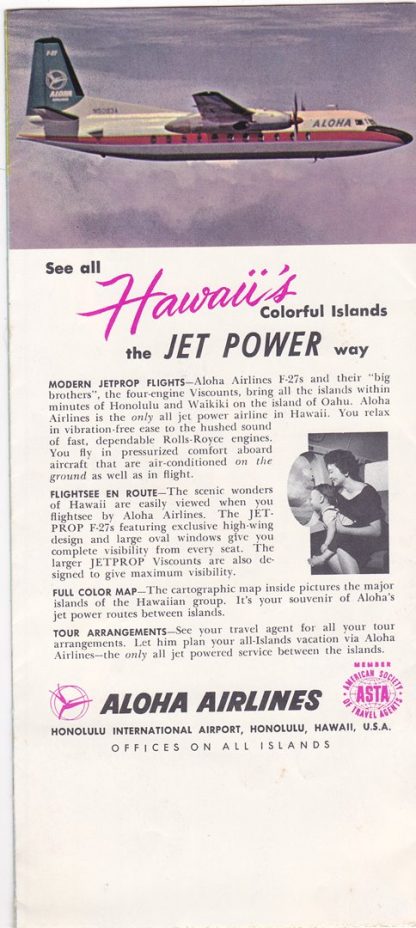 F-27
ALOHA
AIRLINES
ALOHA
See all
Hawaii's
Colorful Islands
the JET POWER way
MODERN JETPROP FLIGHTS—Aloha Airlines F-27s and their "big
brothers", the four-engine Viscounts, bring all the islands within
minutes of Honolulu and Waikiki on the island of Oahu. Aloha
Airlines is the only all jet power airline in Hawaii. You relax
in vibration-free ease to the hushed sound
of fast, dependable Rolls-Royce engines.
You fly in pressurized comfort aboard
aircraft that are air-conditioned on the
ground as well as in flight.
FLIGHTSEE EN ROUTE—The scenic wonders
of Hawaii are easily viewed when you
flightsee by Aloha Airlines. The JET-
PROP F-27s featuring exclusive high-wing
design and large oval windows give you
complete visibility from every seat. The
larger JETPROP Viscounts are also de-
signed to give maximum visibility.
FULL COLOR MAP—The cartographic map inside pictures the major
islands of the Hawaiian group. It's your souvenir of Aloha's
jet power routes between islands.
TOUR ARRANGEMENTS—See your travel agent for all your tour
arrangements. Let him plan your all-Islands vacation via Aloha
Airlines—the only all jet powered service between the islands.
MEMBER
AMERICAN SOCIETY
ASTA
OF TRAVEL AGENTS
ALOHA AIRLINES
HONOLULU INTERNATIONAL AIRPORT, HONOLULU, HAWAII, U.S.A.
OFFICES ON ALL ISLANDS